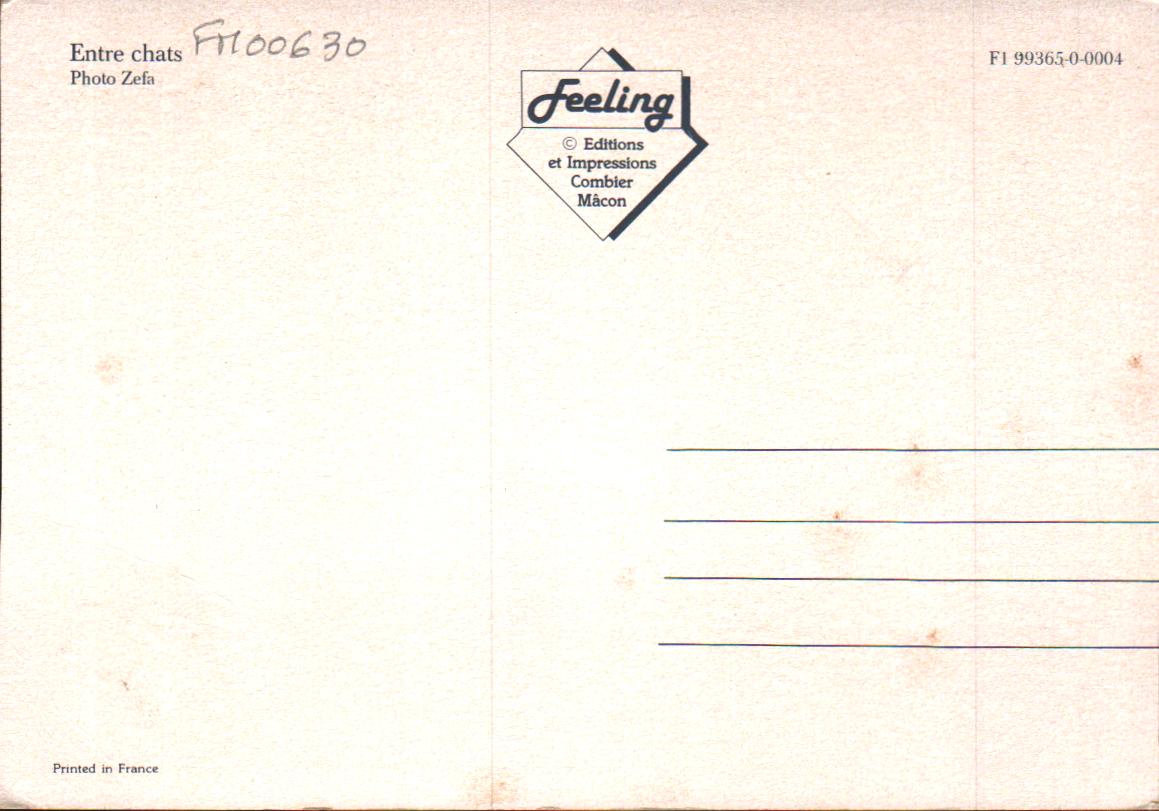 Entre chats FM00630
Photo Zefa
Feeling
© Editions
et Impressions
Combier
Mâcon
F1 99365-0-0004
Printed in France